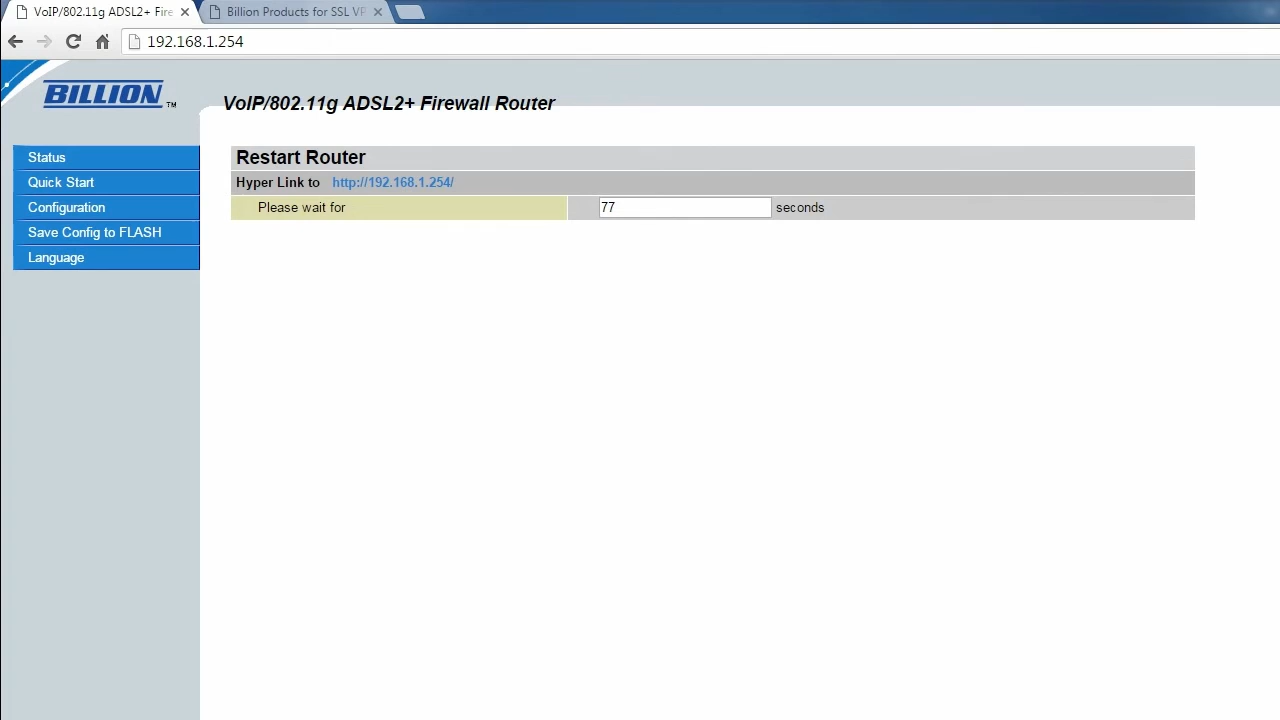 VoIP/802.11g ADSL2+ Fire
Billion Products for SSL VP
192.168.1.254
BILLION TM
VoIP/802.11g ADSL2+ Firewall Router
Status
Quick Start
Configuration
Save Config to FLASH
Language
Restart Router
Hyper Link to http://192.168.1.254/
Please wait for 77 seconds